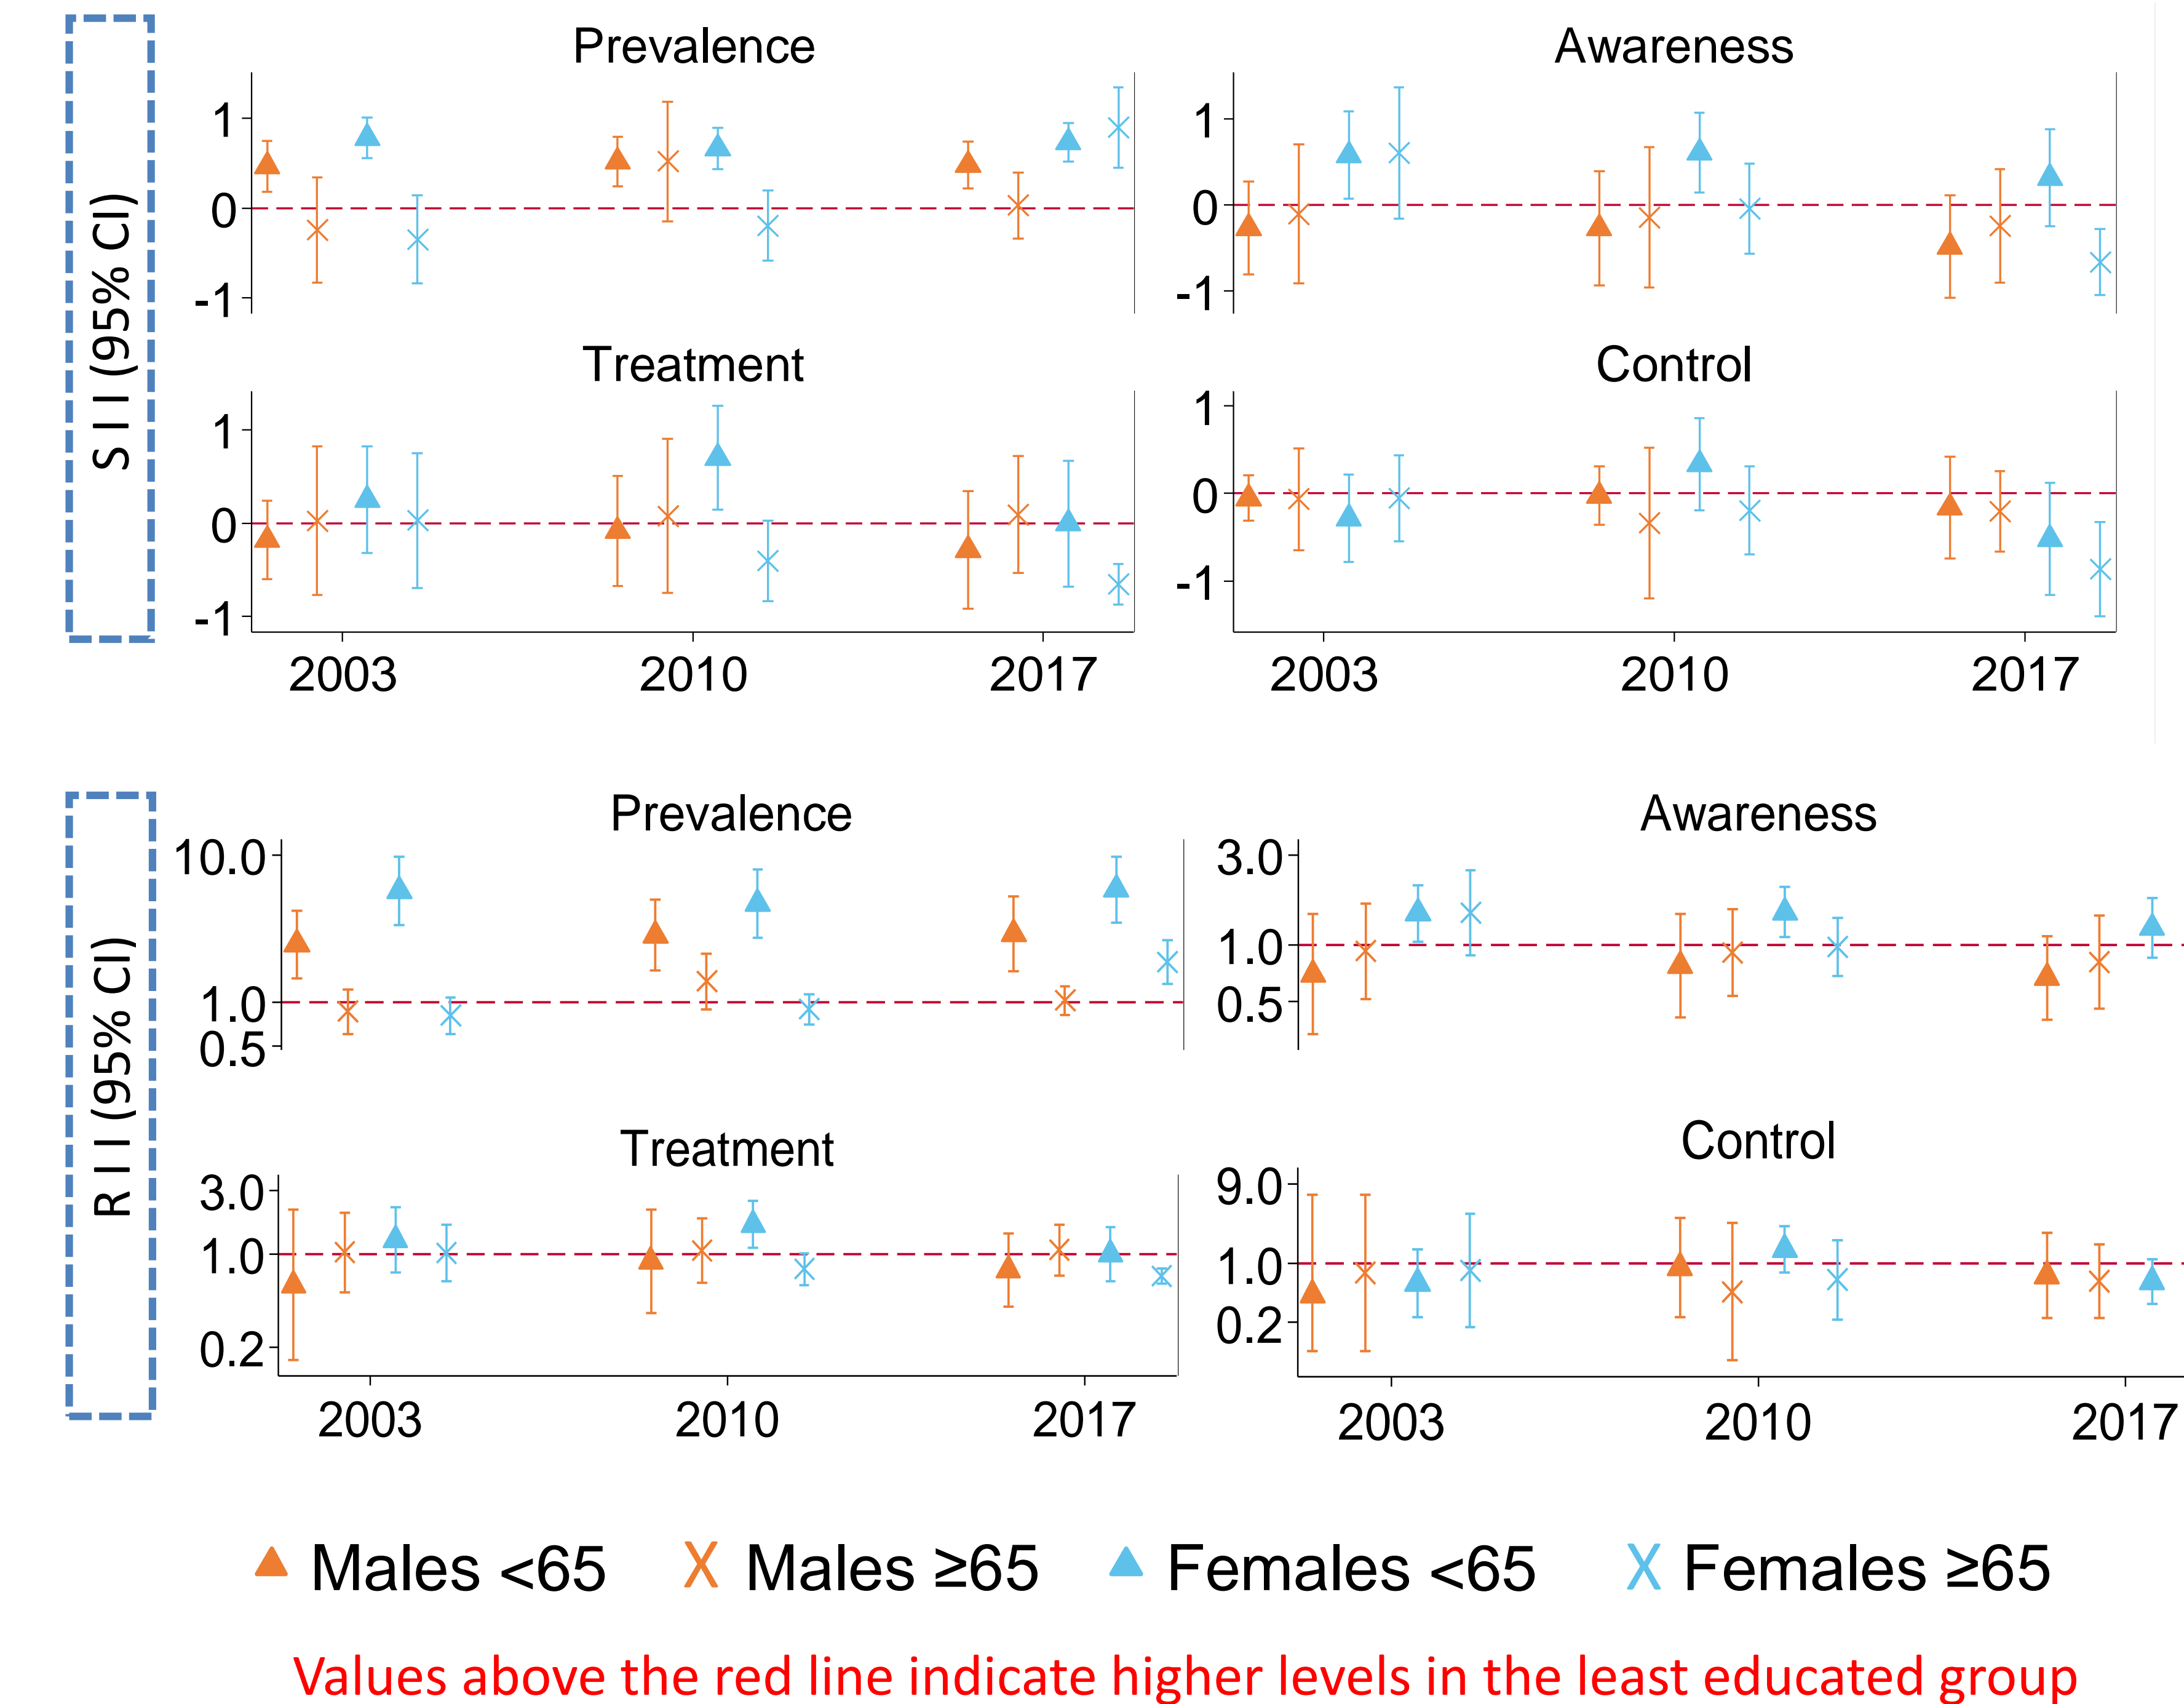 S I I (95% CI)
Prevalence
1
0
-1
Awareness
1
0
-1
Treatment
1
0
-1
2003 2010 2017
Control
1
0
-1
2003 2010 2017
R I I (95% CI)
Prevalence
10.0
1.0
0.5
Awareness
3.0
1.0
0.5
Treatment
3.0
1.0
0.2
2003 2010 2017
Control
9.0
1.0
0.2
2003 2010 2017
Males <65 Males ≥65 Females <65 Females ≥65
Values above the red line indicate higher levels in the least educated group